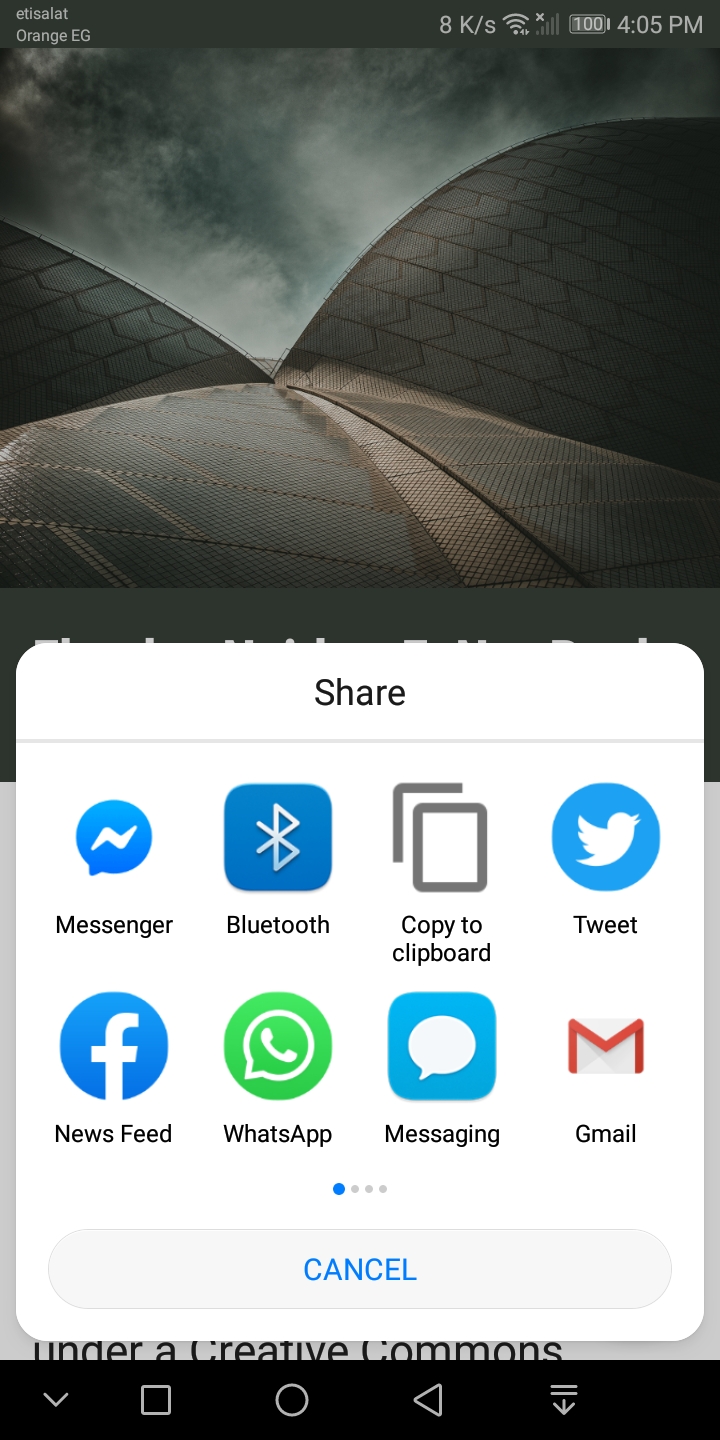 etisalat
Orange EG
8 K/s
100
4:05 PM
Share
Messenger
Bluetooth
Copy to
clipboard
Tweet
News Feed
WhatsApp
Messaging
Gmail
CANCEL
under a Creative Commons